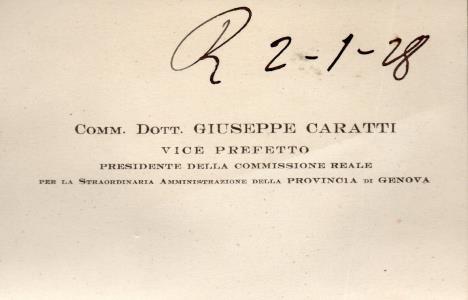 R 2-1-28
COMM. DOTT. GIUSEPPE CARATTI
VICE PREFETTO
PRESIDENTE DELLA COMMISSIONE REALE
PER LA STRAORDINARIA AMMINISTRAZIONE DELLA PROVINCIA DI GENOVA